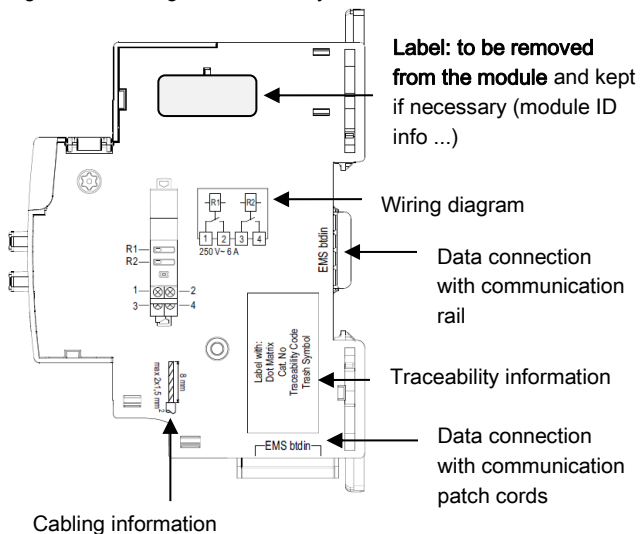 Label: to be removed
from the module and kept
if necessary (module ID
info ...)
Wiring diagram
R1 R2
1 2 3 4
250 V~ 6 A
EMS btdin
R1
R2
1 2
3 4
Data connection
with communication
rail
Label with:
Dot Matrix
Cat. No
Traceability Code
Trash Symbol
Traceability information
8 mm
max 2x1,5 mm²
EMS btdin
Data connection
with communication
patch cords
Cabling information